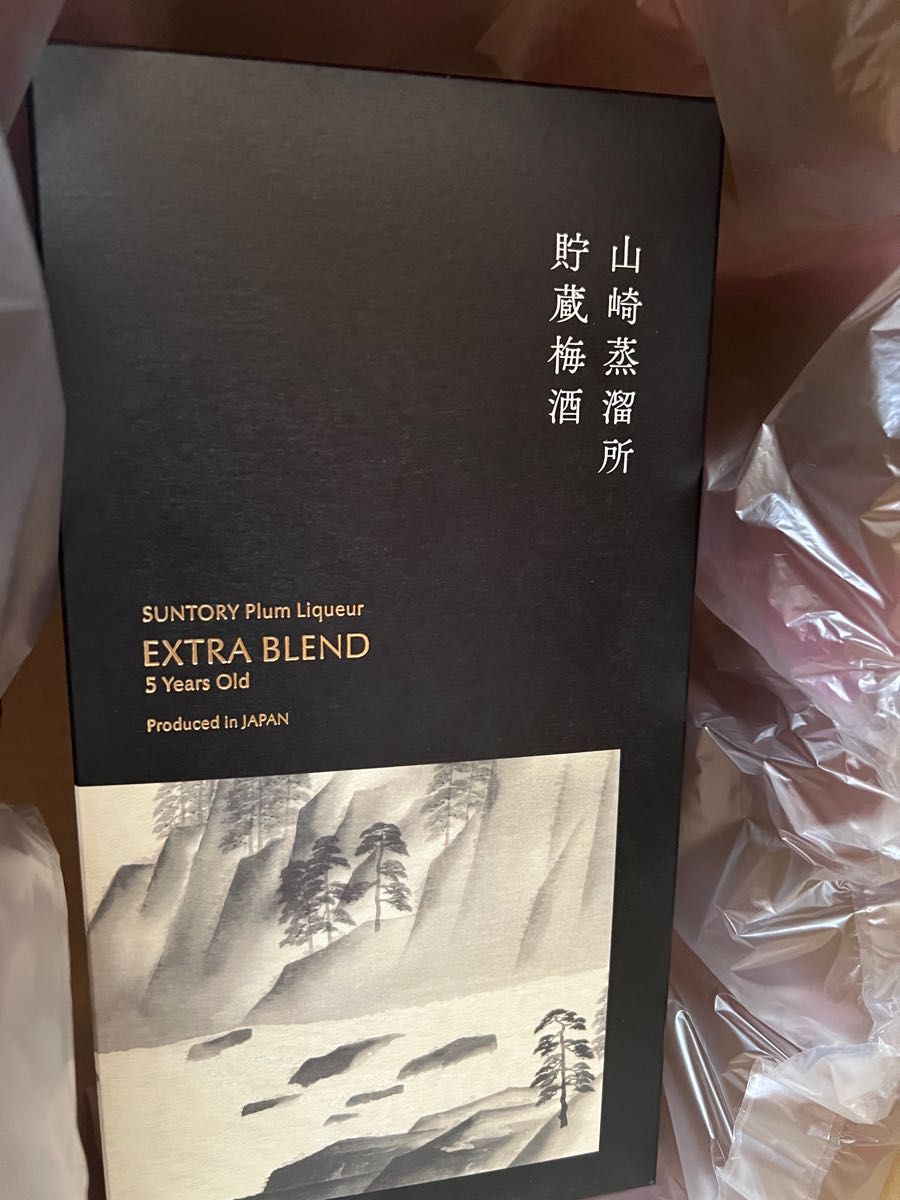 山崎蒸溜所
貯蔵梅酒
SUNTORY Plum Liqueur
EXTRA BLEND
5 Years Old
Produced in JAPAN